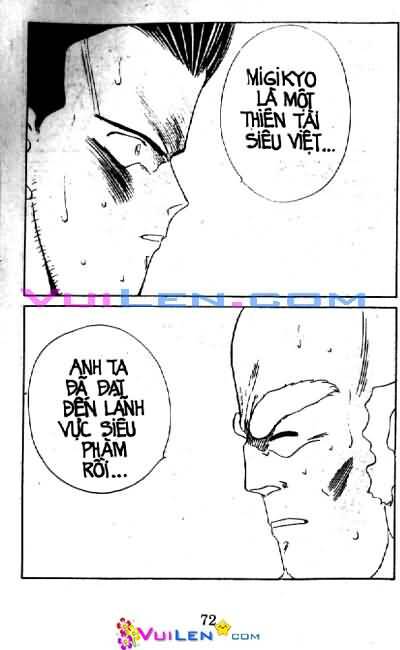 MIGIKYO
LÀ MỘT
THIÊN TÀI
SIÊU VIỆT...
VUILEN.COM
ANH TA
ĐÃ ĐẠT
ĐẾN LÃNH
VỰC SIÊU
PHÀM
RỒI...
72
VUILEN.COM